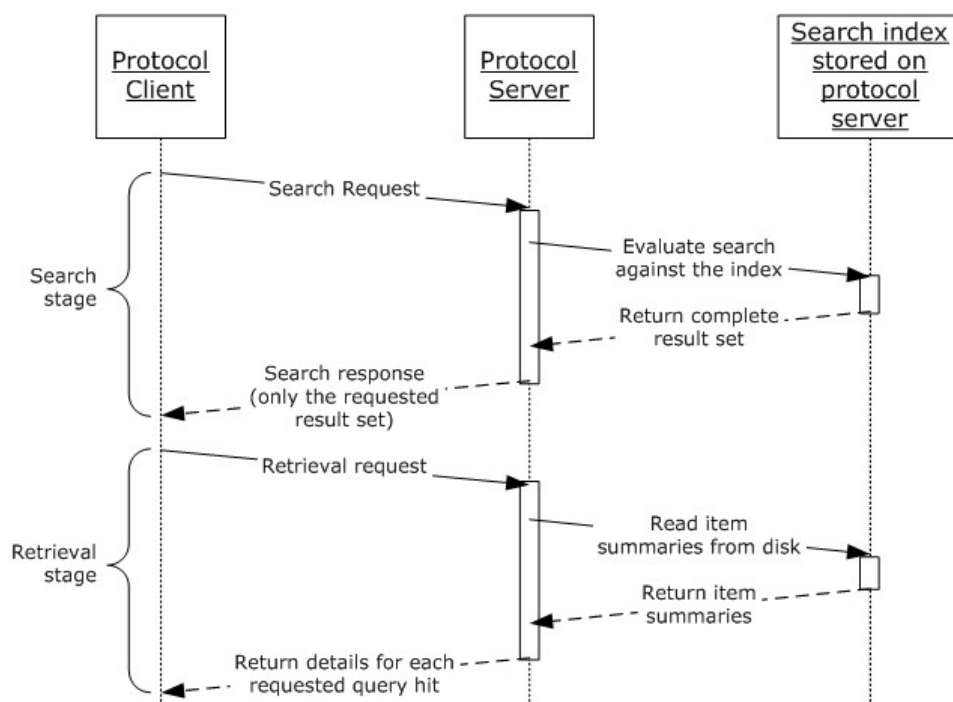 Protocol
Client
Protocol
Server
Search index
stored on
protocol
server
Search Request
Evaluate search
against the index
Search
stage
Return complete
result set
Search response
(only the requested
result set)
Retrieval request
Read item
summaries from disk
Retrieval
stage
Return item
summaries
Return details for each
requested query hit